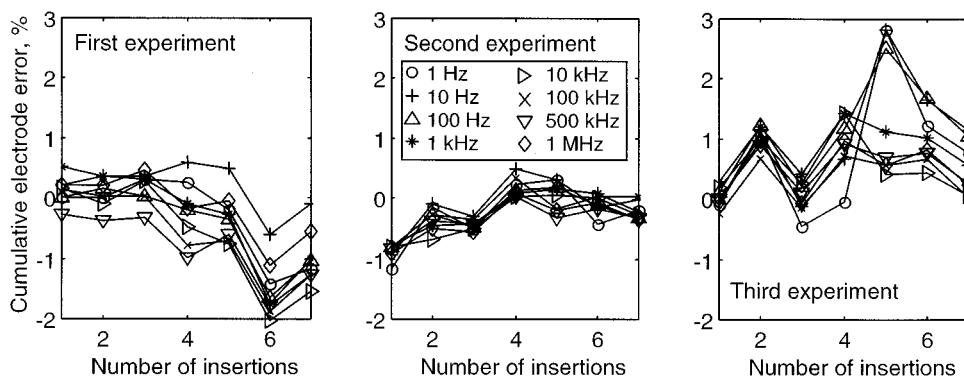 Cumulative electrode error, %
3
2
1
0
-1
-2
First experiment
2 4 6
Number of insertions
3
2
1
0
-1
-2
Second experiment
1 Hz 10 kHz
10 Hz 100 kHz
100 Hz 500 kHz
1 kHz 1 MHz
2 4 6
Number of insertions
3
2
1
0
-1
-2
Third experiment
2 4 6
Number of insertions